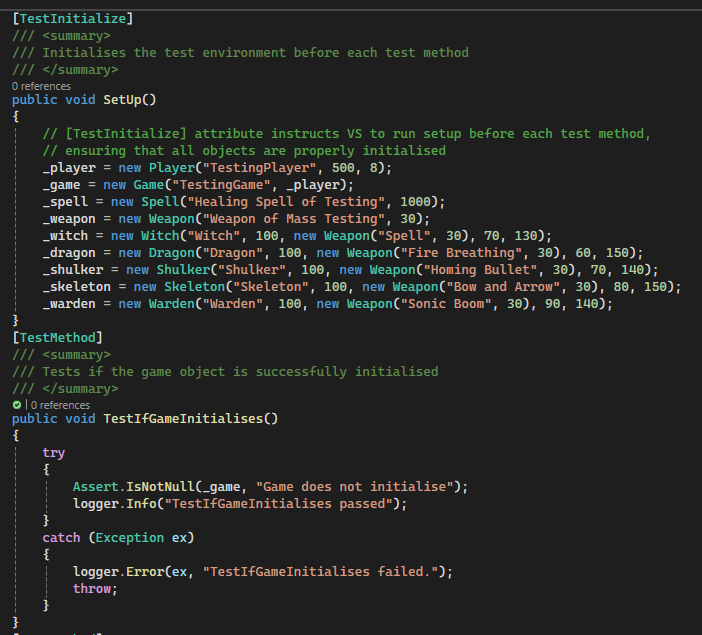 [TestInitialize]
/// <summary>
/// Initialises the test environment before each test method
/// </summary>
0 references
public void SetUp()
{
// [TestInitialize] attribute instructs VS to run setup before each test method,
// ensuring that all objects are properly initialised
_player = new Player("TestingPlayer", 500, 8);
_game = new Game("TestingGame", _player);
_spell = new Spell("Healing Spell of Testing", 1000);
_weapon = new Weapon("Weapon of Mass Testing", 30);
_witch = new Witch("Witch", 100, new Weapon("Spell", 30), 70, 130);
_dragon = new Dragon("Dragon", 100, new Weapon("Fire Breathing", 30), 60, 150);
_shulker = new Shulker("Shulker", 100, new Weapon("Homing Bullet", 30), 70, 140);
_skeleton = new Skeleton("Skeleton", 100, new Weapon("Bow and Arrow", 30), 80, 150);
_warden = new Warden("Warden", 100, new Weapon("Sonic Boom", 30), 90, 140);
}
[TestMethod]
/// <summary>
/// Tests if the game object is successfully initialised
/// </summary>
| 0 references
public void TestIfGameInitialises()
{
try
{
Assert.IsNotNull(_game, "Game does not initialise");
logger.Info("TestIfGameInitialises passed");
}
catch (Exception ex)
{
logger.Error(ex, "TestIfGameInitialises failed.");
throw;
}
}